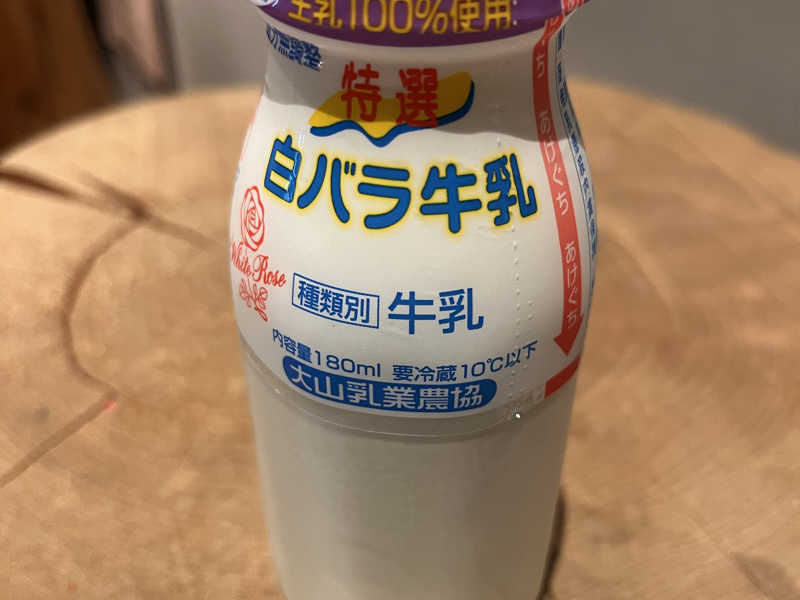 生乳100%使用
特選
白バラ牛乳
White Rose
種類別 牛乳
内容量180ml 要冷蔵10℃以下
大山乳業農協
あけぐち あけぐち